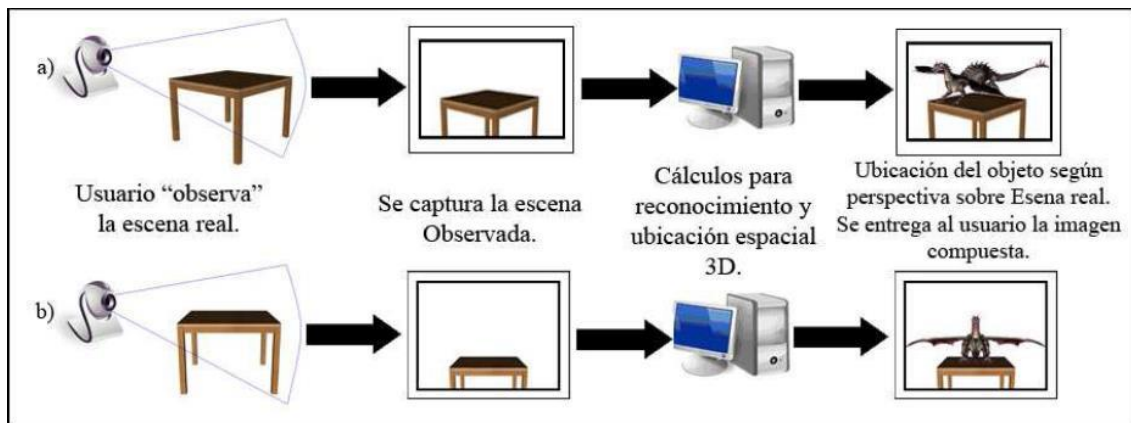 a)
Usuario “observa”
la escena real.
Se captura la escena
Observada.
Cálculos para
reconocimiento y
ubicación espacial
3D.
Ubicación del objeto según
perspectiva sobre Esena real.
Se entrega al usuario la imagen
compuesta.
b)